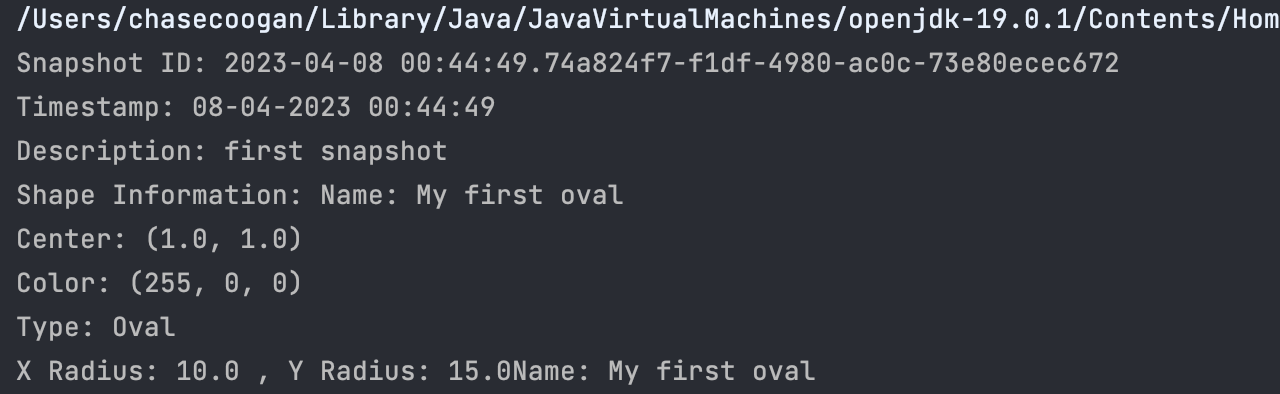 /Users/chasecoogan/Library/Java/JavaVirtualMachines/openjdk-19.0.1/Contents/Hom
Snapshot ID: 2023-04-08 00:44:49.74a824f7-f1df-4980-ac0c-73e80ecec672
Timestamp: 08-04-2023 00:44:49
Description: first snapshot
Shape Information: Name: My first oval
Center: (1.0, 1.0)
Color: (255, 0, 0)
Type: Oval
X Radius: 10.0 , Y Radius: 15.0Name: My first oval